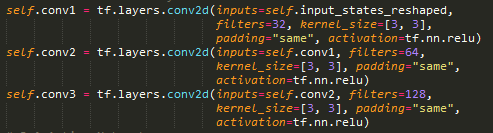 self.conv1 = tf.layers.conv2d(inputs=self.input_states_reshaped,
filters=32, kernel_size=[3, 3],
padding="same", activation=tf.nn.relu)
self.conv2 = tf.layers.conv2d(inputs=self.conv1, filters=64,
kernel_size=[3, 3], padding="same",
activation=tf.nn.relu)
self.conv3 = tf.layers.conv2d(inputs=self.conv2, filters=128,
kernel_size=[3, 3], padding="same",
activation=tf.nn.relu)